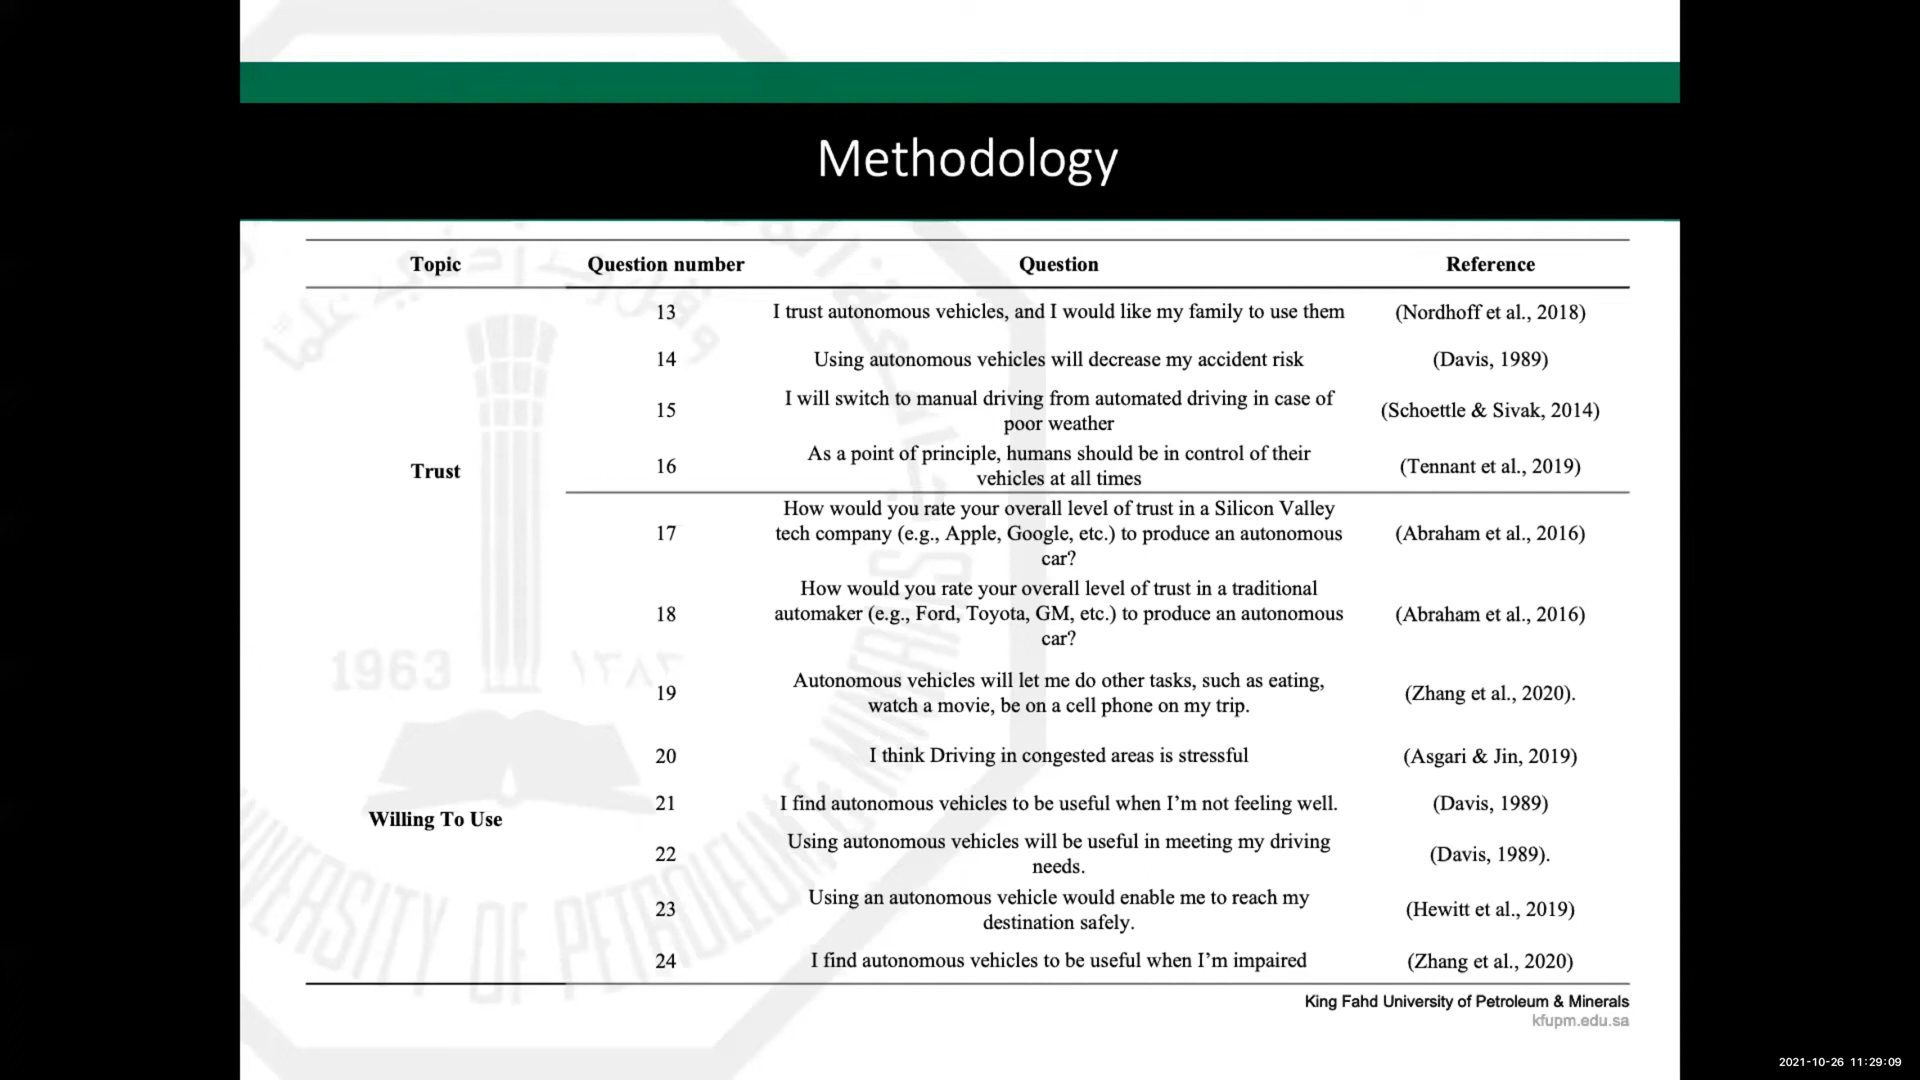 Methodology
Topic Question number Question Reference
13 I trust autonomous vehicles, and I would like my family to use them (Nordhoff et al., 2018)
14 Using autonomous vehicles will decrease my accident risk (Davis, 1989)
15 I will switch to manual driving from automated driving in case of
poor weather (Schoettle & Sivak, 2014)
Trust
16 As a point of principle, humans should be in control of their
vehicles at all times (Tennant et al., 2019)
17 How would you rate your overall level of trust in a Silicon Valley
tech company (e.g., Apple, Google, etc.) to produce an autonomous
car? (Abraham et al., 2016)
18 How would you rate your overall level of trust in a traditional
automaker (e.g., Ford, Toyota, GM, etc.) to produce an autonomous
car? (Abraham et al., 2016)
19 Autonomous vehicles will let me do other tasks, such as eating,
watch a movie, be on a cell phone on my trip. (Zhang et al., 2020).
20 I think Driving in congested areas is stressful (Asgari & Jin, 2019)
21 I find autonomous vehicles to be useful when I’m not feeling well. (Davis, 1989)
Willing To Use
22 Using autonomous vehicles will be useful in meeting my driving
needs. (Davis, 1989).
23 Using an autonomous vehicle would enable me to reach my
destination safely. (Hewitt et al., 2019)
24 I find autonomous vehicles to be useful when I’m impaired (Zhang et al., 2020)
1963 ١٣٨٣
UNIVERSITY OF PETROLEUM & MINERALS
King Fahd University of Petroleum & Minerals
kfupm.edu.sa
2021-10-26 11:29:09